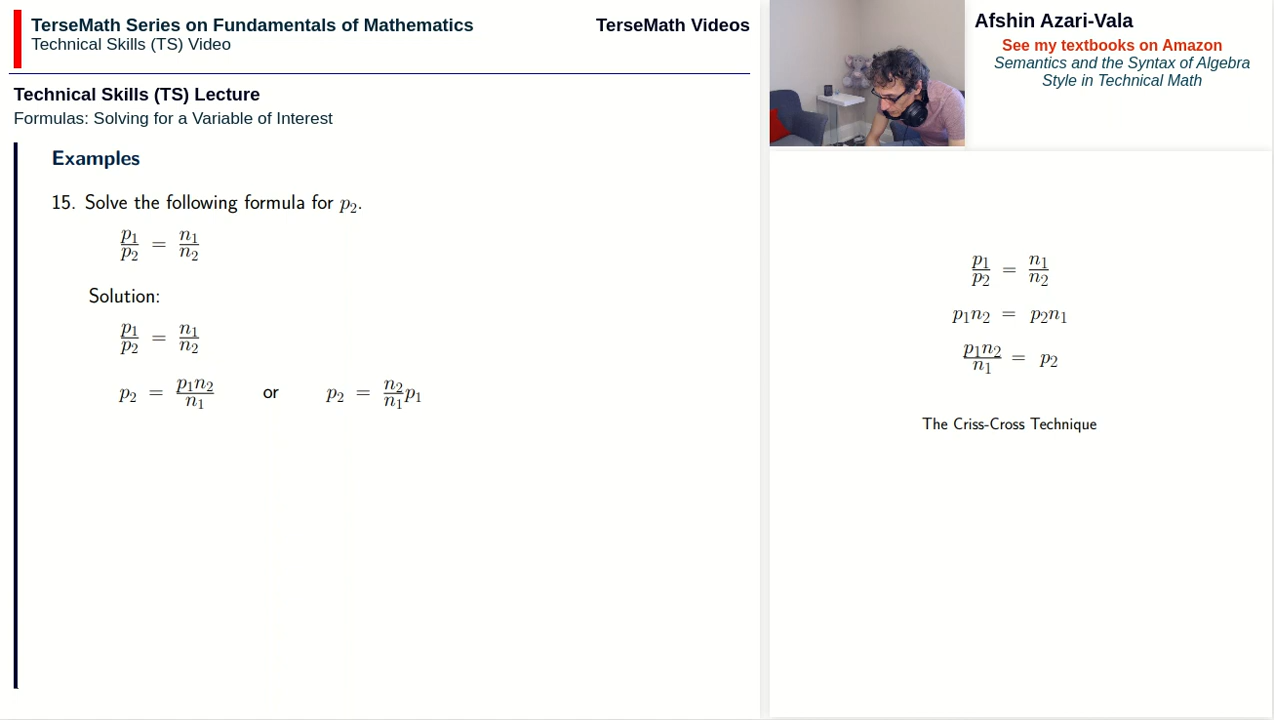 TerseMath Series on Fundamentals of Mathematics
TerseMath Videos
Technical Skills (TS) Video
Technical Skills (TS) Lecture
Formulas: Solving for a Variable of Interest
Examples
15. Solve the following formula for p₂.
p₁/p₂ = n₁/n₂
Solution:
p₁/p₂ = n₁/n₂
p₂ = p₁n₂/n₁ or p₂ = n₂/n₁ p₁
Afshin Azari-Vala
See my textbooks on Amazon
Semantics and the Syntax of Algebra
Style in Technical Math
p₁/p₂ = n₁/n₂
p₁n₂ = p₂n₁
p₁n₂/n₁ = p₂
The Criss-Cross Technique